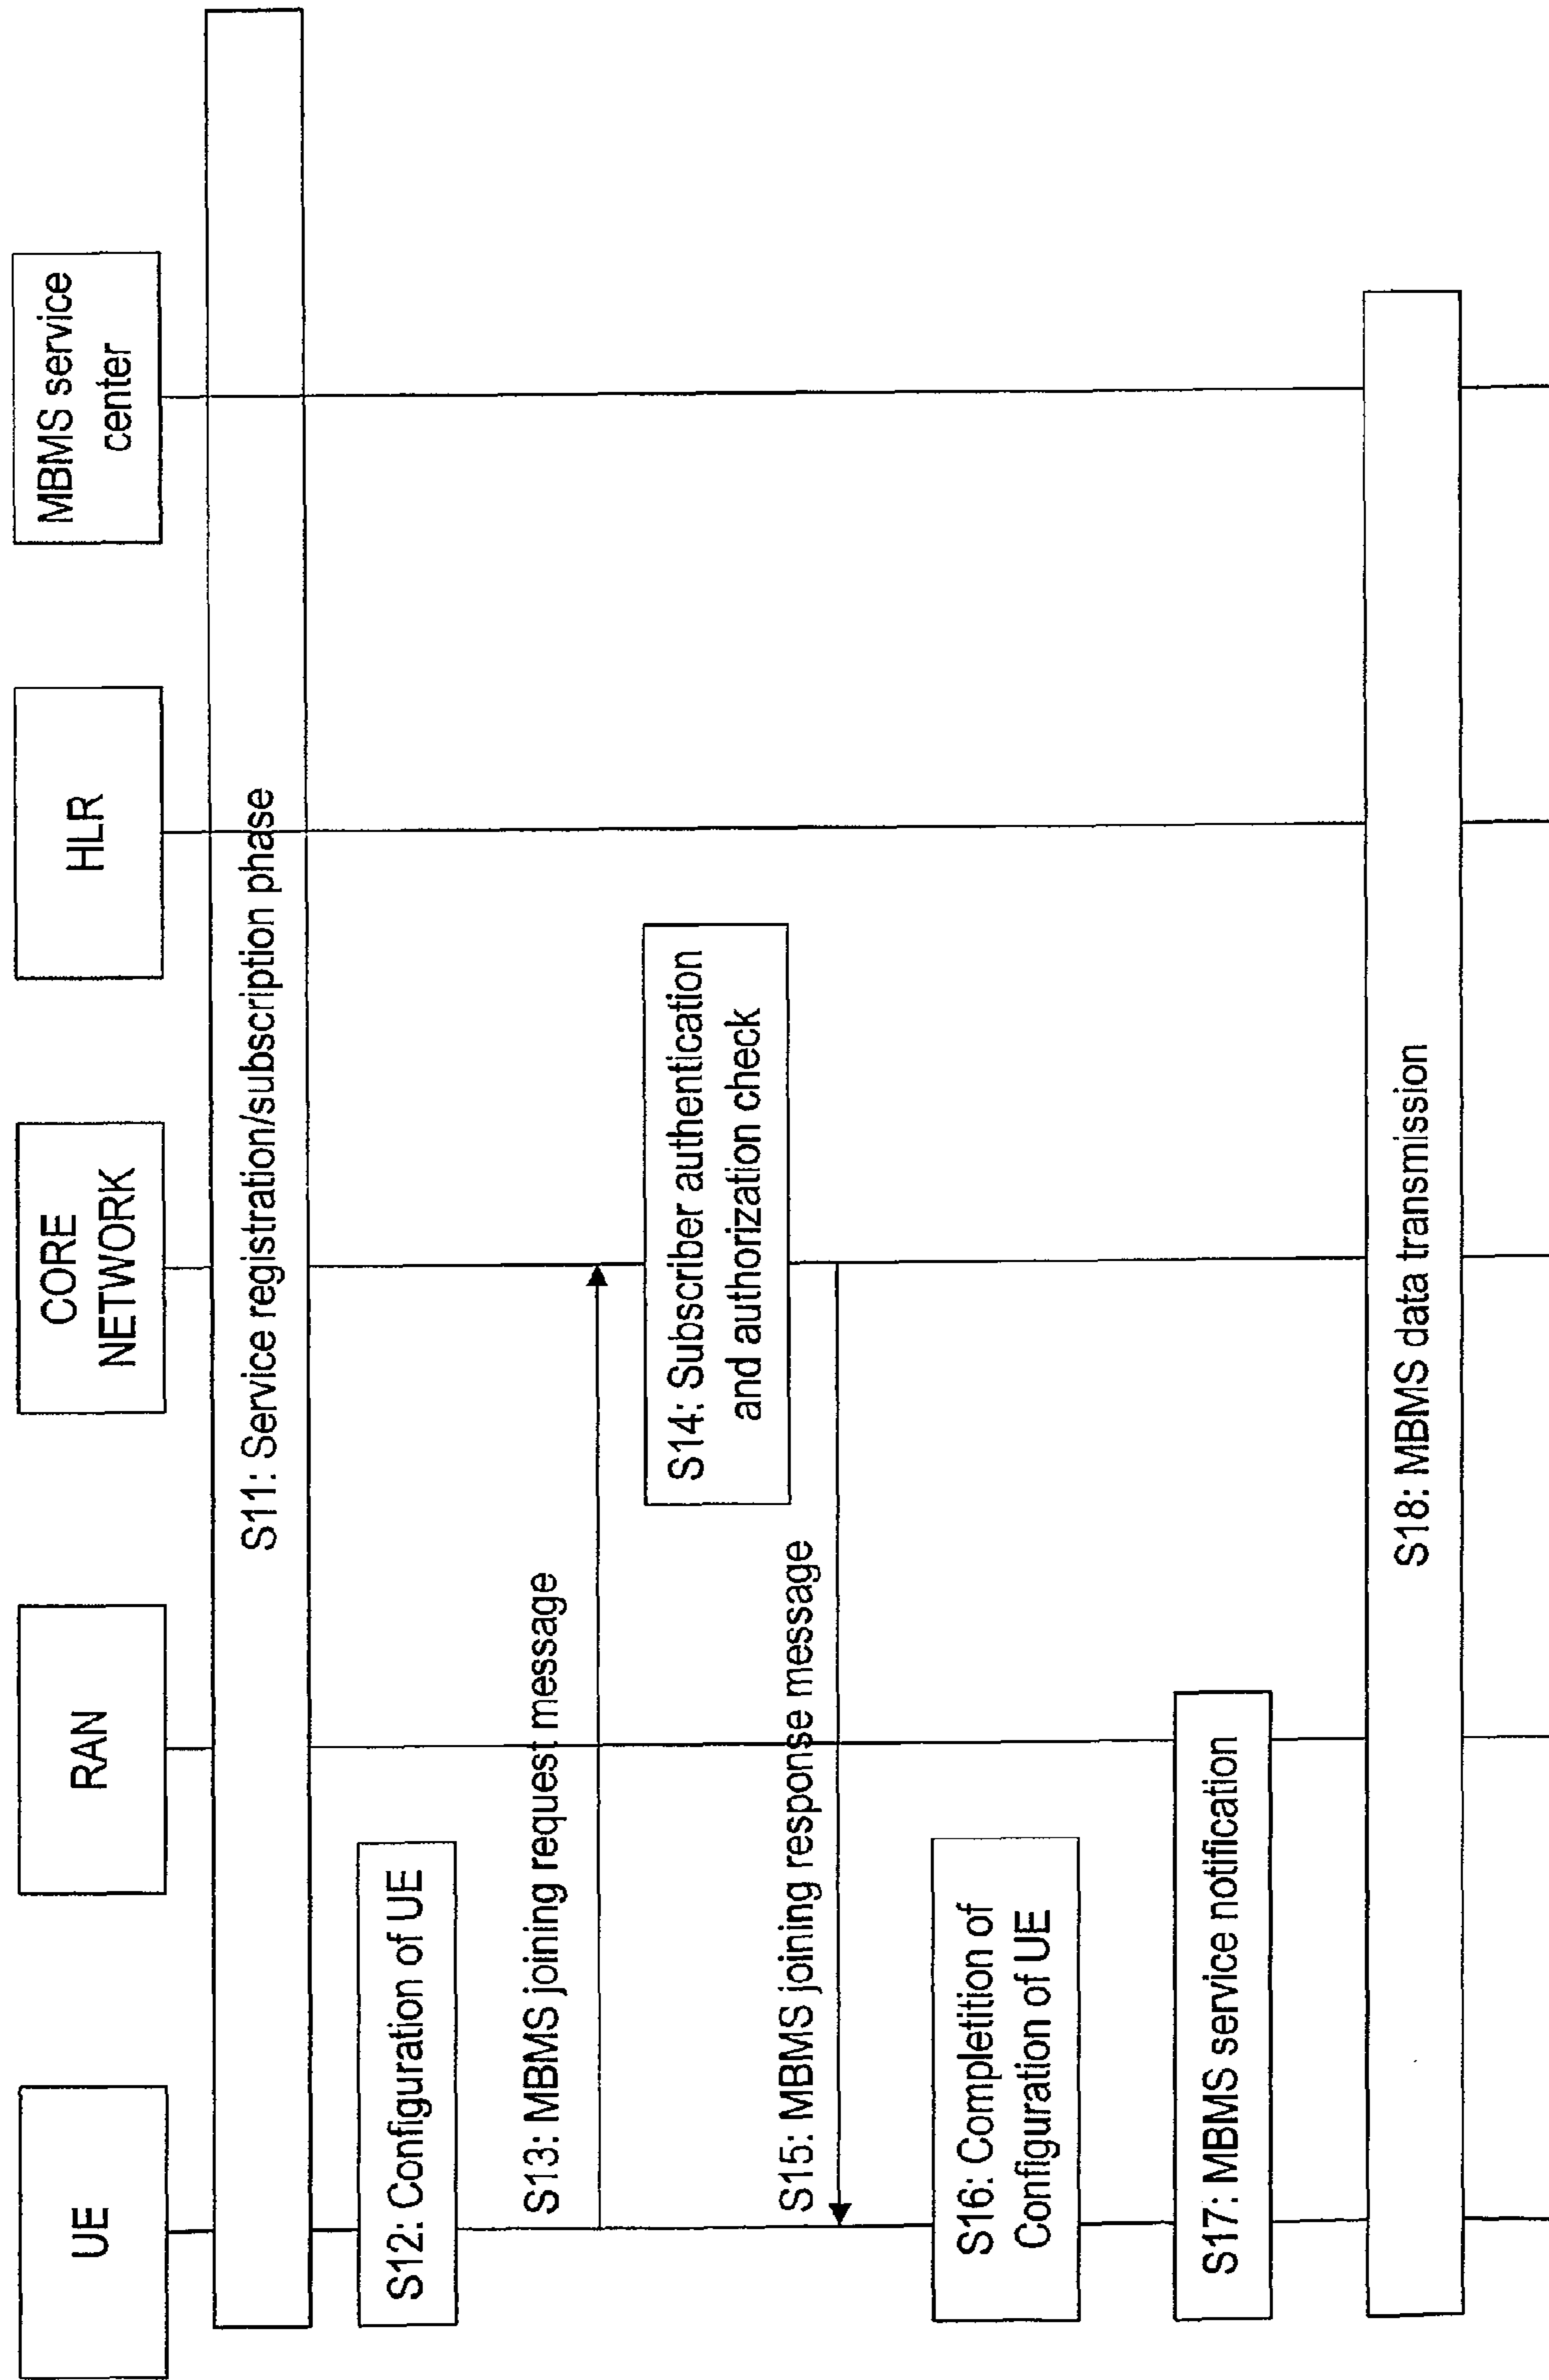 UE
RAN
CORE
NETWORK
HLR
MBMS service
center
S11: Service registration/subscription phase
S12: Configuration of UE
S13: MBMS joining request message
S14: Subscriber authentication
and authorization check
S15: MBMS joining response message
S16: Completition of
Configuration of UE
S17: MBMS service notification
S18: MBMS data transmission